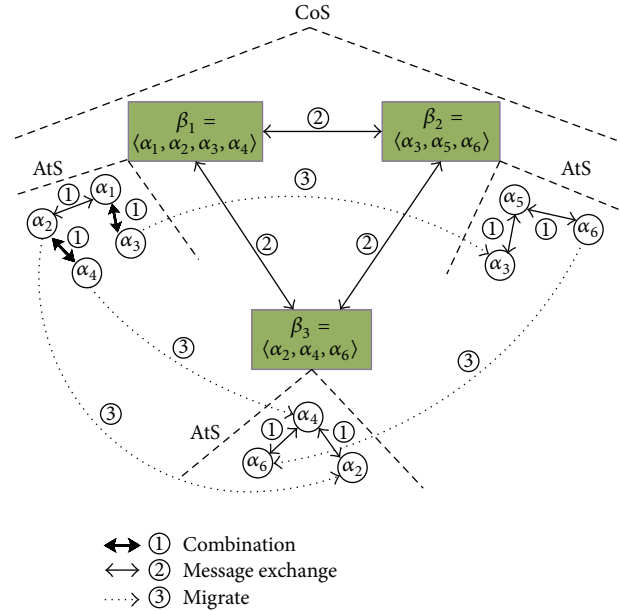 CoS
β₁ =
⟨α₁, α₂, α₃, α₄⟩
②
β₂ =
⟨α₃, α₅, α₆⟩
AtS
AtS
①
α₁
③
α₅
α₂
①
α₆
①
α₃
①
①
α₄
②
②
α₃
β₃ =
⟨α₂, α₄, α₆⟩
③
③
③
AtS
α₄
①
①
α₆
α₂
① Combination
② Message exchange
③ Migrate